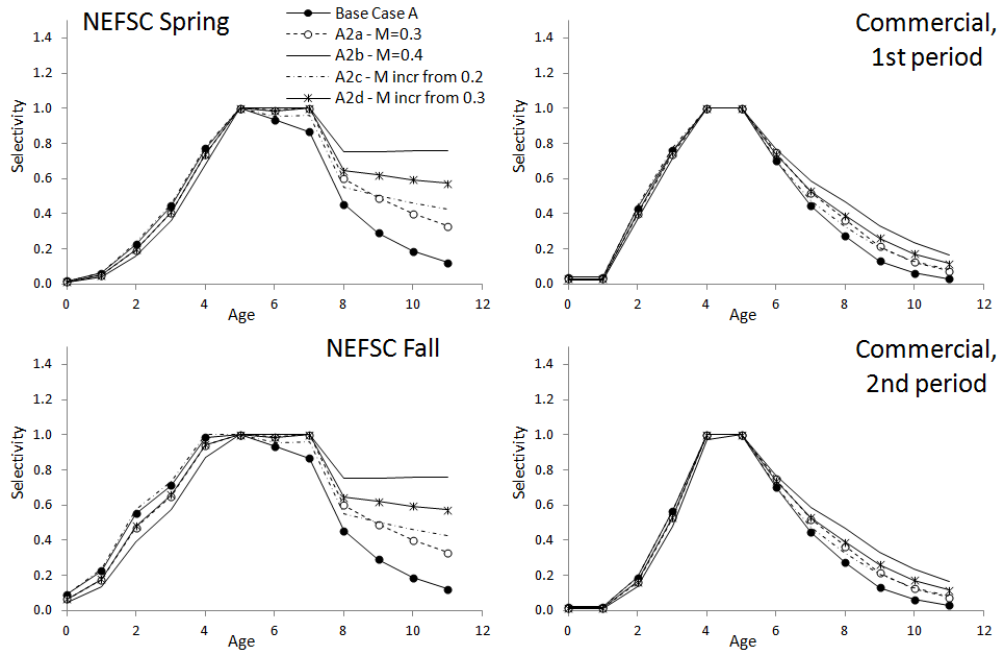 NEFSC Spring
Base Case A
A2a - M=0.3
A2b - M=0.4
A2c - M incr from 0.2
A2d - M incr from 0.3
1.4
1.2
1.0
0.8
0.6
0.4
0.2
0.0
Selectivity
0 2 4 6 8 10 12
Age
Commercial,
1st period
1.4
1.2
1.0
0.8
0.6
0.4
0.2
0.0
Selectivity
0 2 4 6 8 10 12
Age
NEFSC Fall
1.4
1.2
1.0
0.8
0.6
0.4
0.2
0.0
Selectivity
0 2 4 6 8 10 12
Age
Commercial,
2nd period
1.4
1.2
1.0
0.8
0.6
0.4
0.2
0.0
Selectivity
0 2 4 6 8 10 12
Age